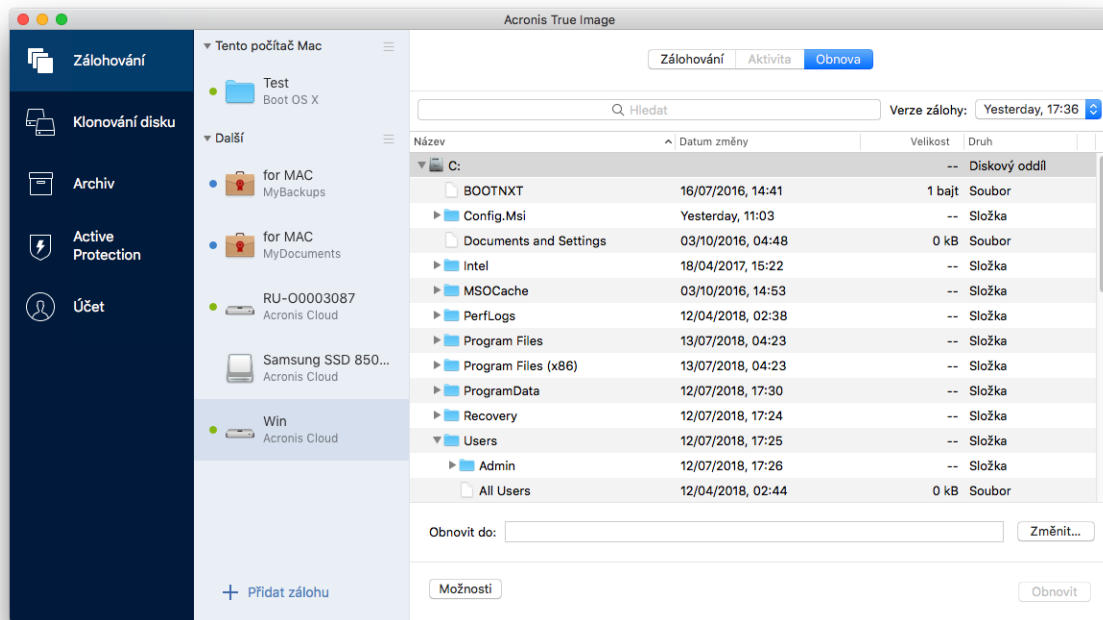 Acronis True Image
Zálohování
Klonování disku
Archiv
Active
Protection
Účet
Tento počítač Mac
Test
Boot OS X
Další
for MAC
MyBackups
for MAC
MyDocuments
RU-O0003087
Acronis Cloud
Samsung SSD 850...
Acronis Cloud
Win
Acronis Cloud
Přidat zálohu
Zálohování Aktivita Obnova
Hledat Verze zálohy: Yesterday, 17:36
Název Datum změny Velikost Druh
C: -- Diskový oddíl
BOOTNXT 16/07/2016, 14:41 1 bajt Soubor
Config.Msi Yesterday, 11:03 -- Složka
Documents and Settings 03/10/2016, 04:48 0 kB Soubor
Intel 18/04/2017, 15:22 -- Složka
MSOCache 03/10/2016, 14:53 -- Složka
PerfLogs 12/04/2018, 02:38 -- Složka
Program Files 13/07/2018, 04:23 -- Složka
Program Files (x86) 13/07/2018, 04:23 -- Složka
ProgramData 12/07/2018, 17:30 -- Složka
Recovery 12/07/2018, 17:24 -- Složka
Users 12/07/2018, 17:25 -- Složka
Admin 12/07/2018, 17:26 -- Složka
All Users 12/04/2018, 02:44 0 kB Soubor
Obnovit do: Změnit...
Možnosti Obnovit